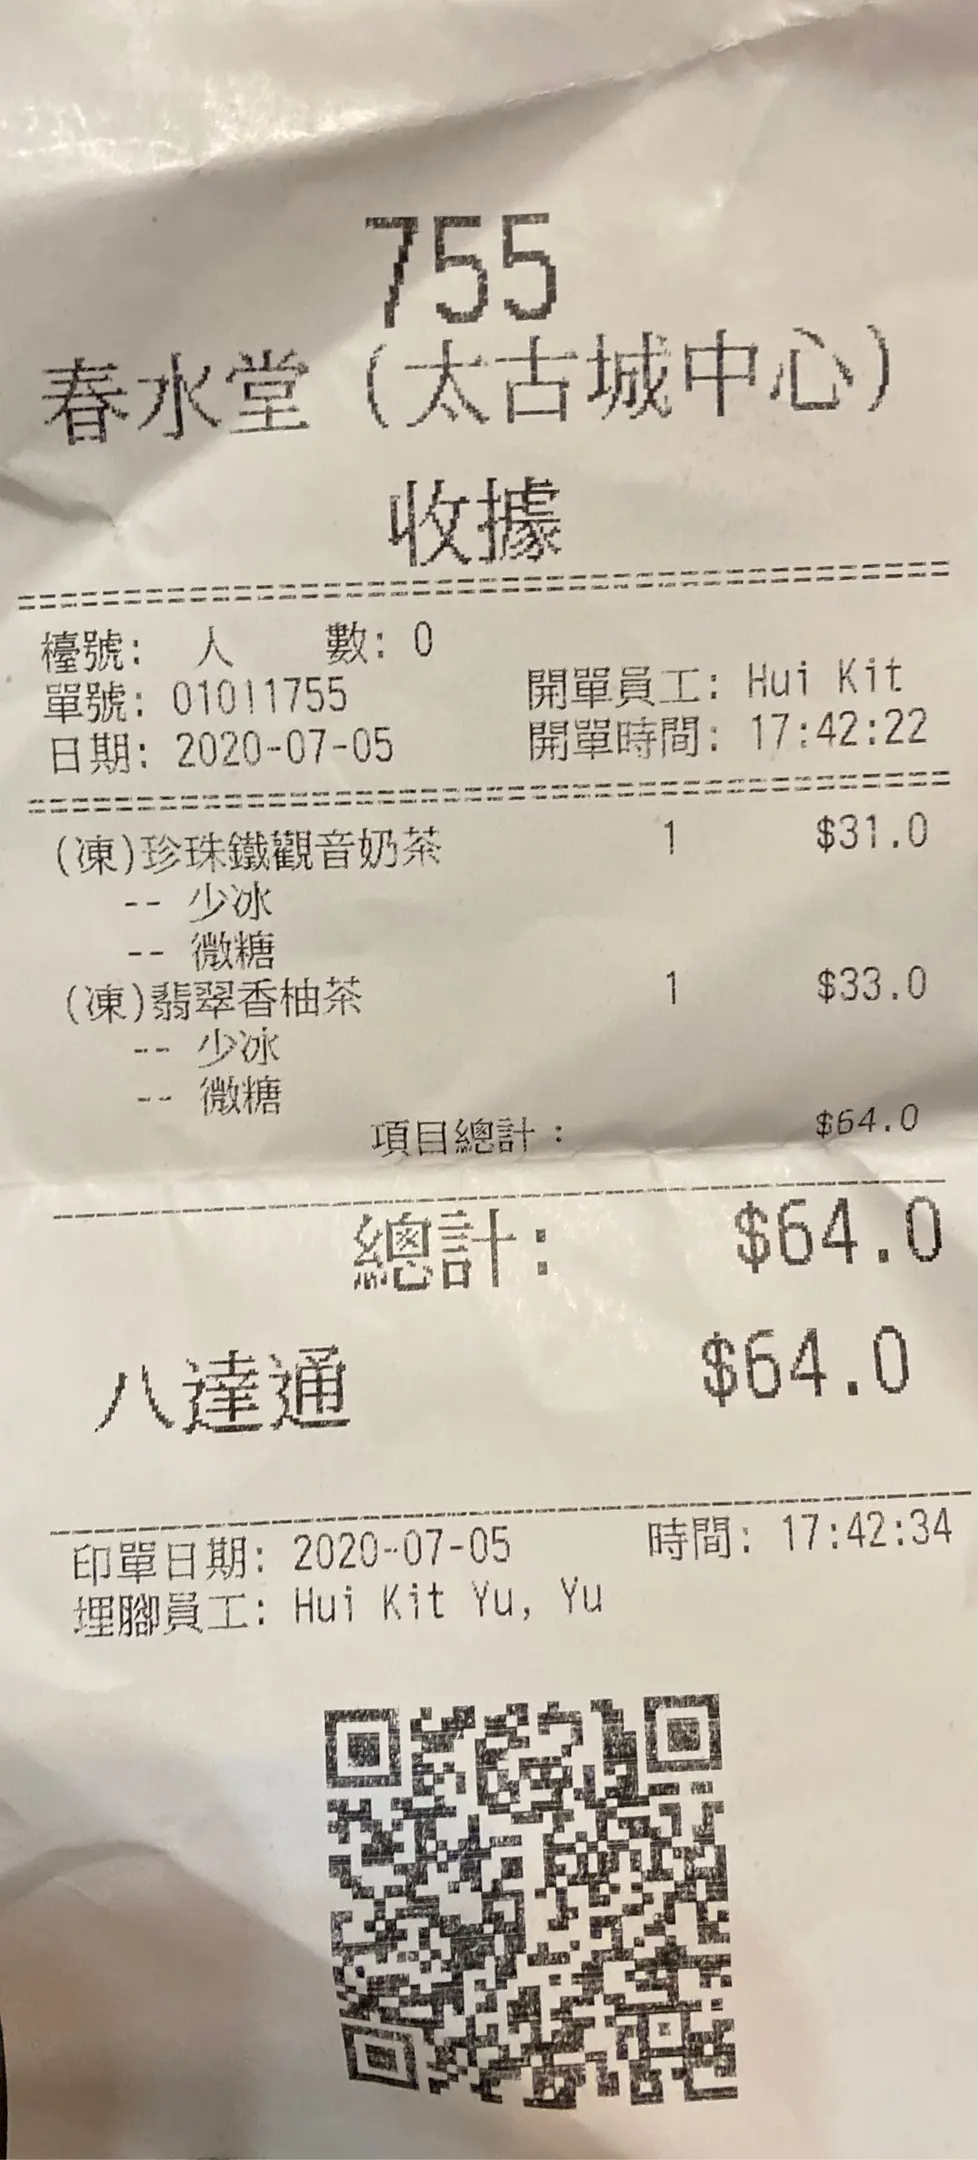 755
春水堂(太古城中心)
收據
檯號: 人 數: 0
單號: 01011755 開單員工: Hui Kit
日期: 2020-07-05 開單時間: 17:42:22
(凍)珍珠鐵觀音奶茶 1 $31.0
-- 少冰
-- 微糖
(凍)翡翠香柚茶 1 $33.0
-- 少冰
-- 微糖
項目總計: $64.0
總計: $64.0
八達通 $64.0
印單日期: 2020-07-05 時間: 17:42:34
埋腳員工: Hui Kit Yu, Yu